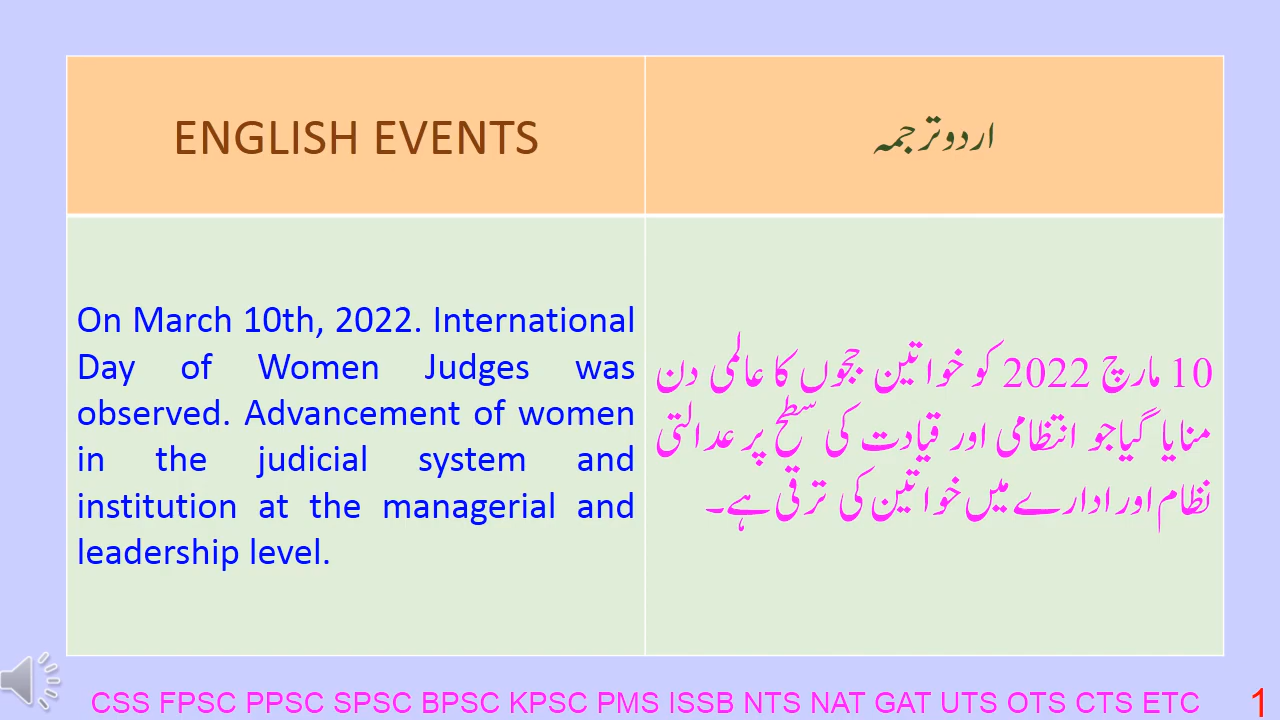 ENGLISH EVENTS
اردو ترجمہ
On March 10th, 2022. International
Day of Women Judges was
observed. Advancement of women
in the judicial system and
institution at the managerial and
leadership level.
10 مارچ 2022 کو خواتین ججوں کا عالمی دن
منایا گیاجو انتظامی اور قیادت کی سطح پر عدالتی
نظام اور ادارے میں خواتین کی ترقی ہے۔
CSS FPSC PPSC SPSC BPSC KPSC PMS ISSB NTS NAT GAT UTS OTS CTS ETC
1